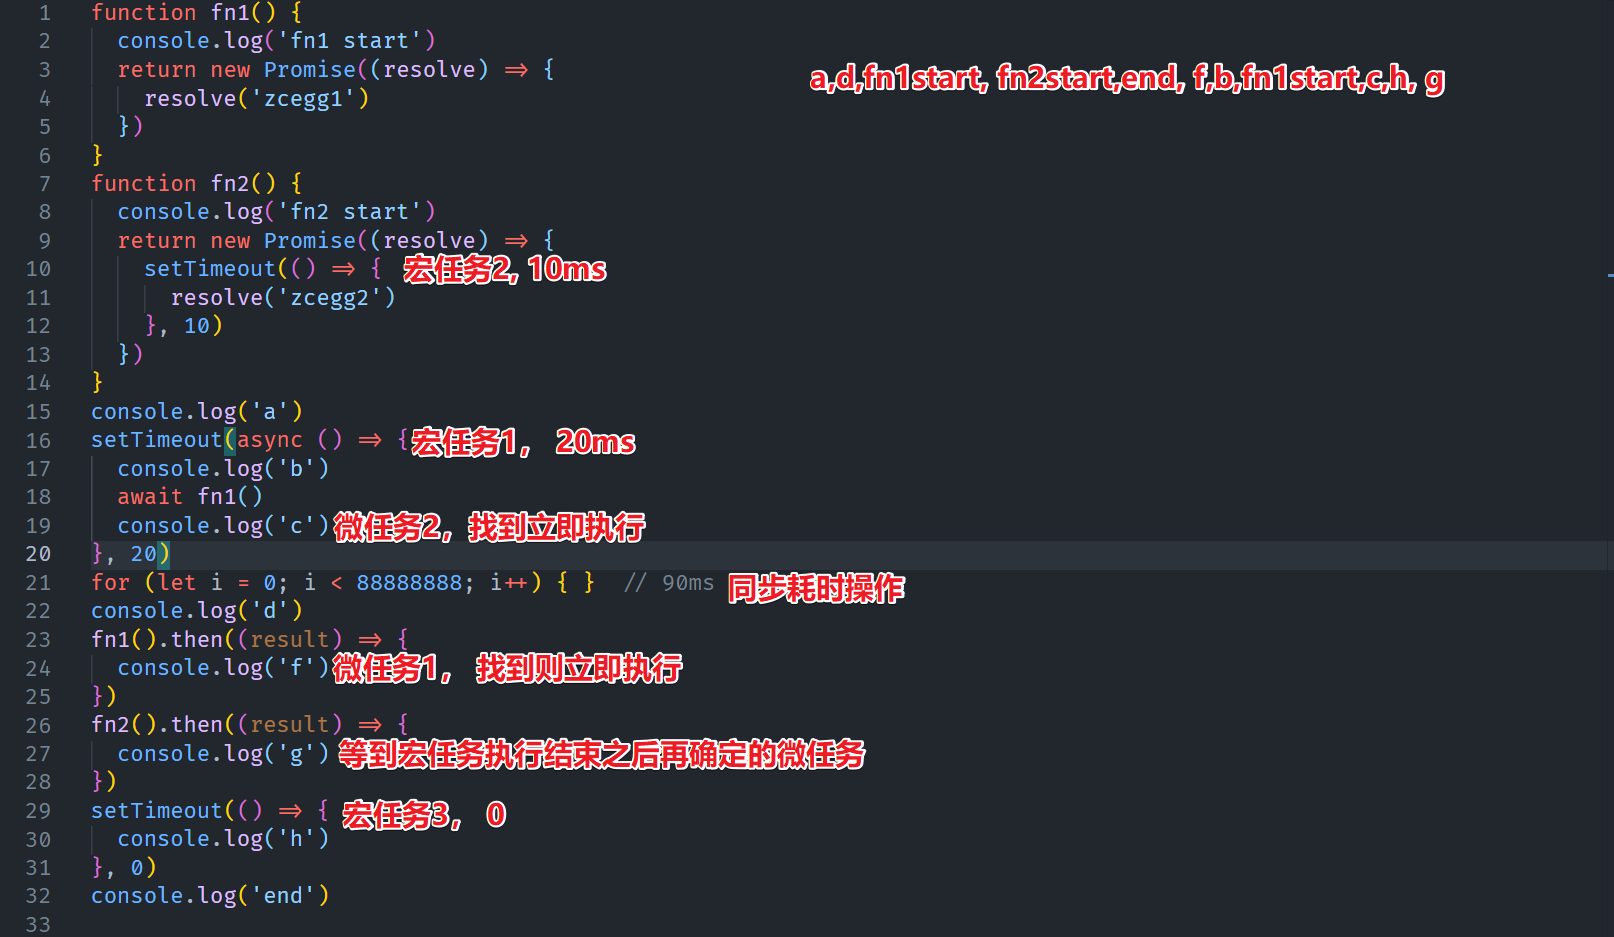 1 function fn1() {
2 console.log('fn1 start')
3 return new Promise((resolve) => {
a,d,fn1start, fn2start,end, f,b,fn1start,c,h, g
4 resolve('zcegg1')
5 })
6 }
7 function fn2() {
8 console.log('fn2 start')
9 return new Promise((resolve) => {
10 setTimeout(() => { 宏任务2, 10ms
11 resolve('zcegg2')
12 }, 10)
13 })
14 }
15 console.log('a')
16 setTimeout(async () => { 宏任务1， 20ms
17 console.log('b')
18 await fn1()
19 console.log('c') 微任务2，找到立即执行
20 }, 20)
21 for (let i = 0; i < 88888888; i++) { } // 90ms 同步耗时操作
22 console.log('d')
23 fn1().then((result) => {
24 console.log('f') 微任务1， 找到则立即执行
25 })
26 fn2().then((result) => {
27 console.log('g') 等到宏任务执行结束之后再确定的微任务
28 })
29 setTimeout(() => { 宏任务3， 0
30 console.log('h')
31 }, 0)
32 console.log('end')
33